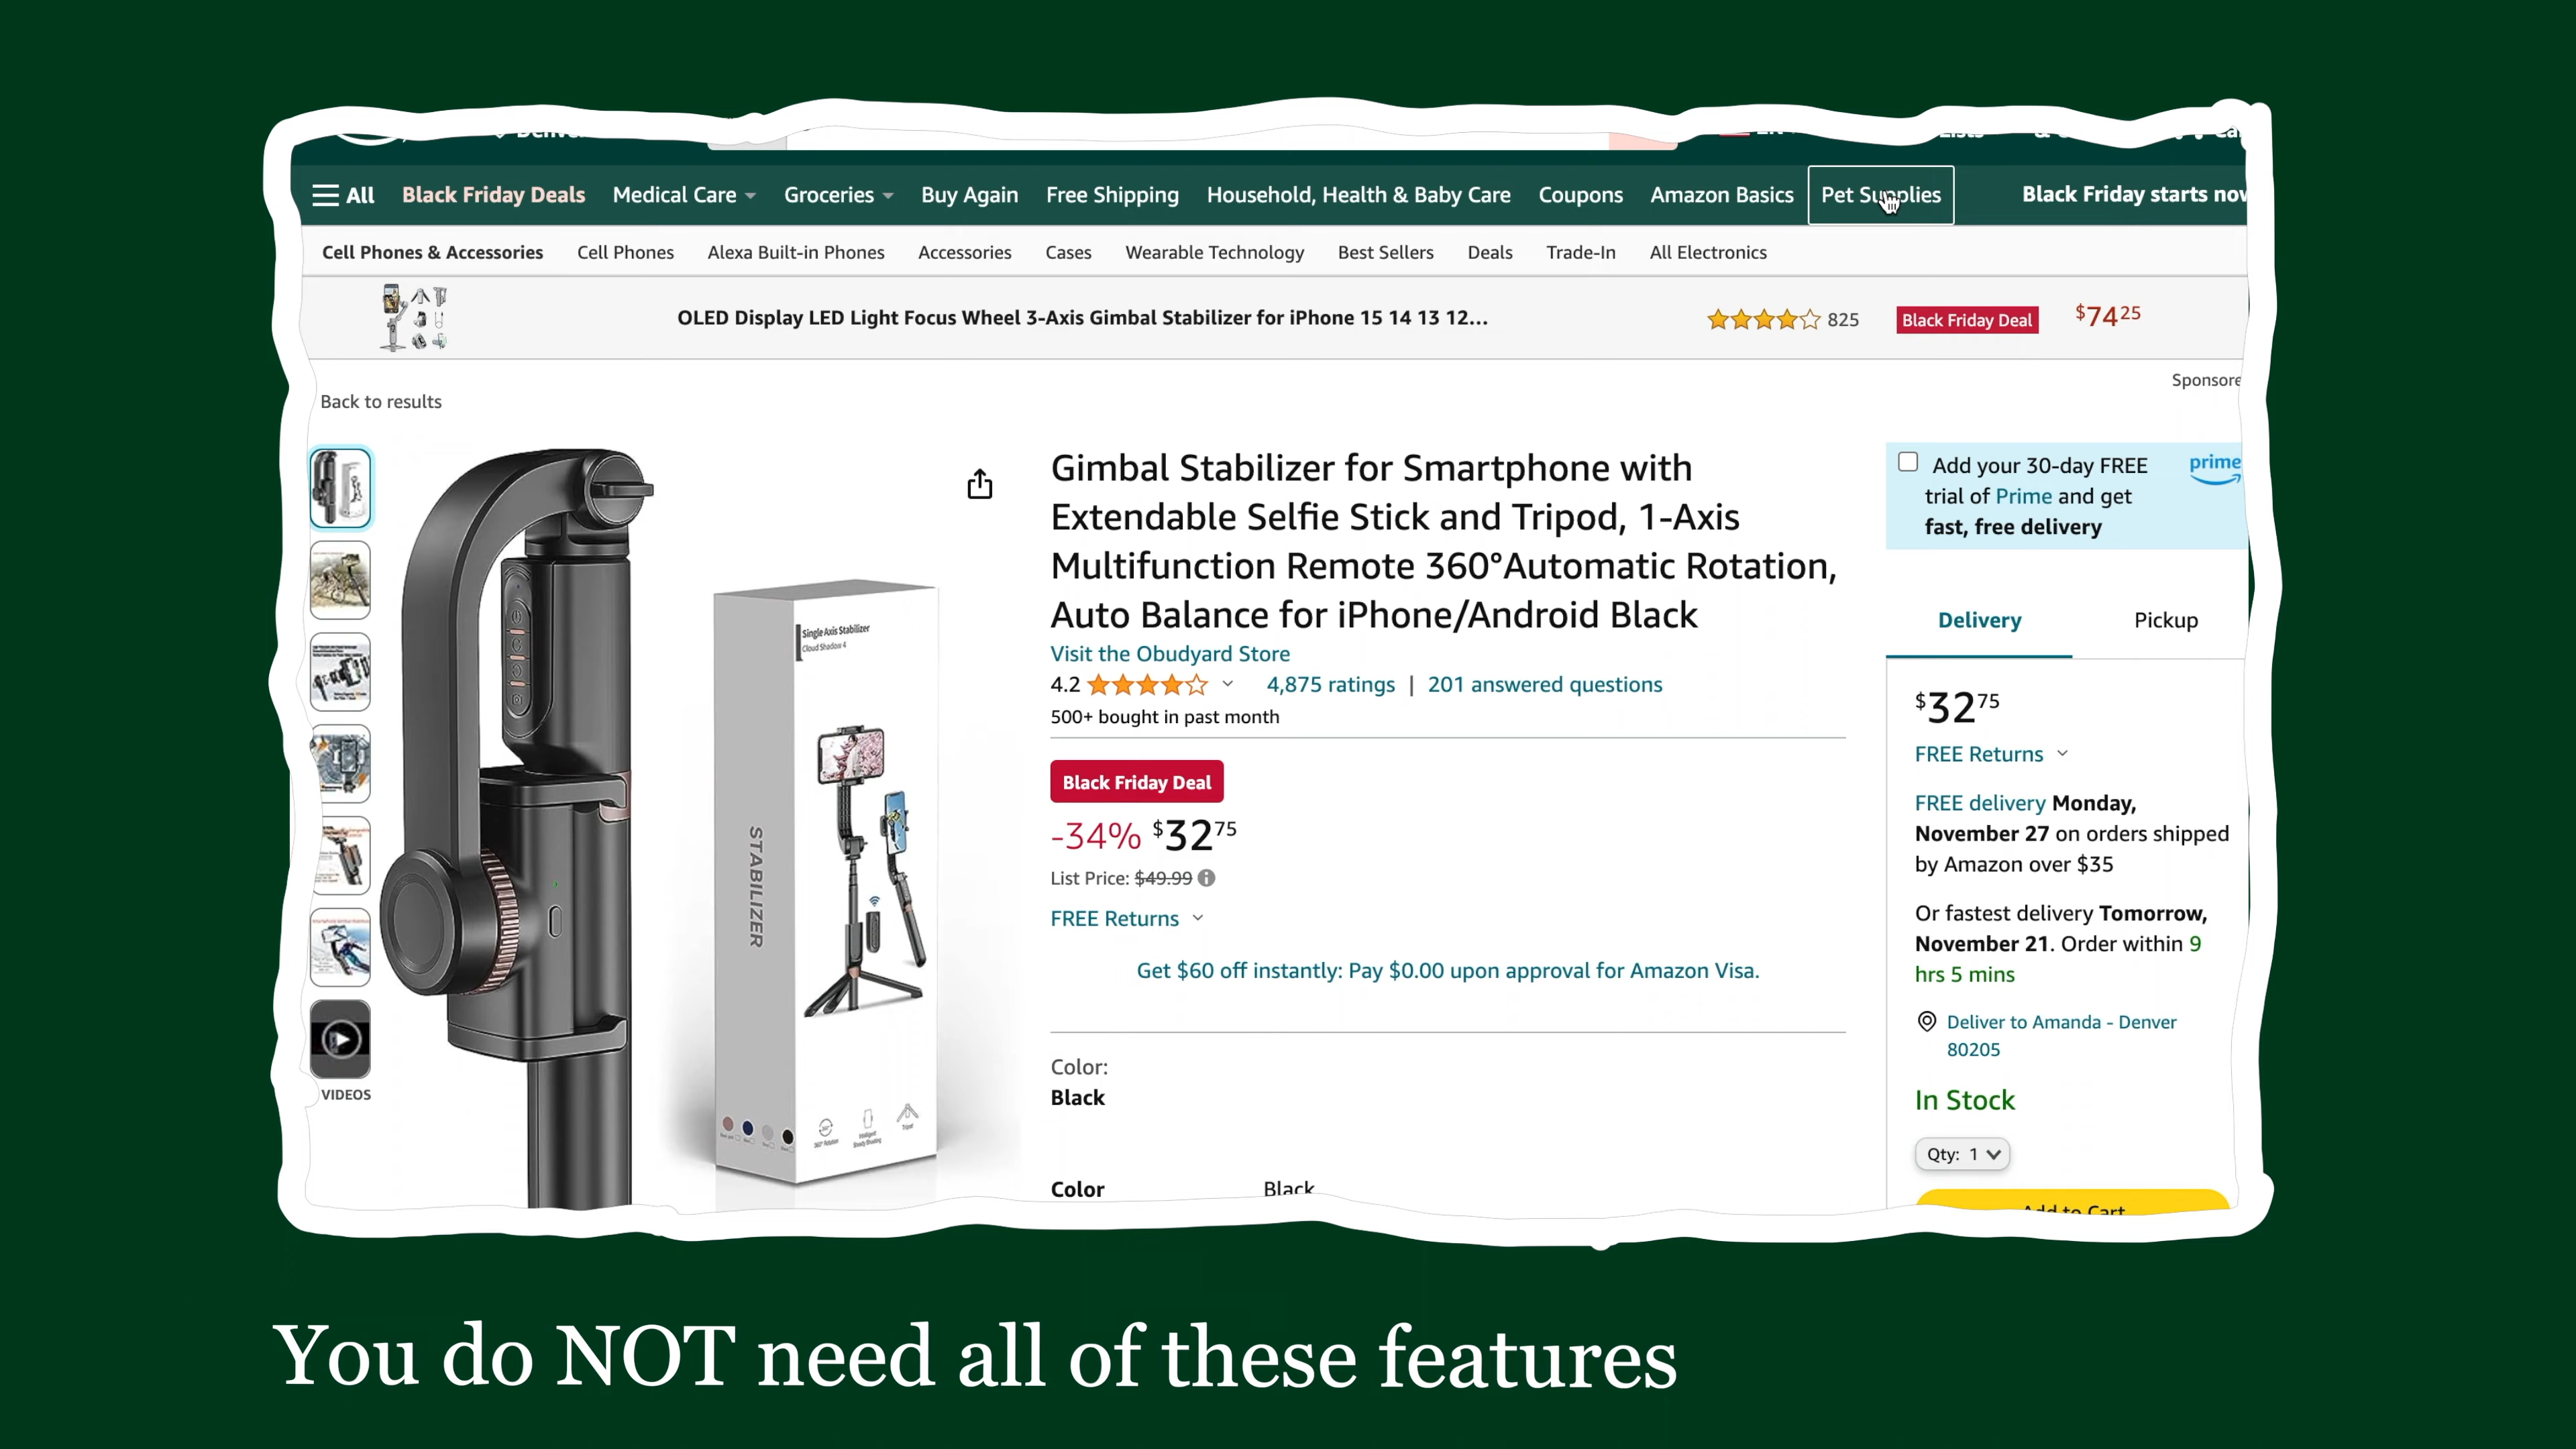 All Black Friday Deals Medical Care Groceries Buy Again Free Shipping Household, Health & Baby Care Coupons Amazon Basics Pet Supplies Black Friday starts now
Cell Phones & Accessories Cell Phones Alexa Built-in Phones Accessories Cases Wearable Technology Best Sellers Deals Trade-In All Electronics
OLED Display LED Light Focus Wheel 3-Axis Gimbal Stabilizer for iPhone 15 14 13 12... 825 Black Friday Deal $74 25
Sponsore
Back to results
Gimbal Stabilizer for Smartphone with
Extendable Selfie Stick and Tripod, 1-Axis
Multifunction Remote 360°Automatic Rotation,
Auto Balance for iPhone/Android Black
Visit the Obudyard Store
4.2 4,875 ratings | 201 answered questions
500+ bought in past month
Black Friday Deal
-34% $32 75
List Price: $49.99
FREE Returns
Get $60 off instantly: Pay $0.00 upon approval for Amazon Visa.
Color:
Black
Color Black
Single Axis Stabilizer
Cloud Shadow 4
STABILIZER
VIDEOS
Add your 30-day FREE
trial of Prime and get
fast, free delivery
prime
Delivery Pickup
$32 75
FREE Returns
FREE delivery Monday,
November 27 on orders shipped
by Amazon over $35
Or fastest delivery Tomorrow,
November 21. Order within 9
hrs 5 mins
Deliver to Amanda - Denver
80205
In Stock
Qty: 1
Add to Cart
You do NOT need all of these features